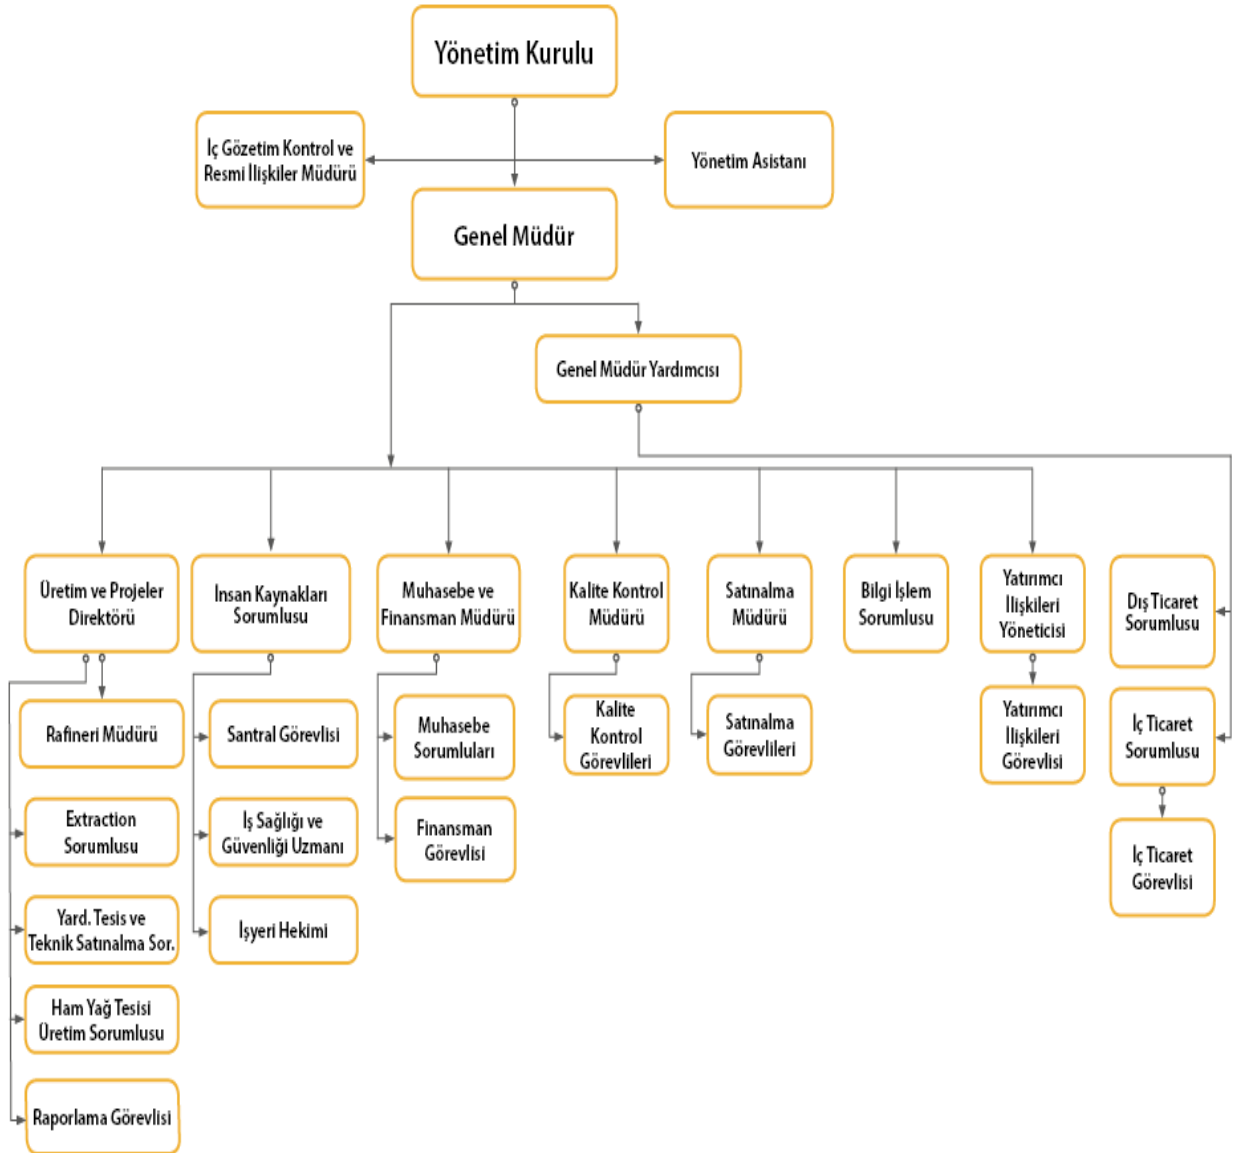 Yönetim Kurulu
İç Gözetim Kontrol ve
Resmi İlişkiler Müdürü
Yönetim Asistanı
Genel Müdür
Genel Müdür Yardımcısı
Üretim ve Projeler
Direktörü
İnsan Kaynakları
Sorumlusu
Muhasebe ve
Finansman Müdürü
Kalite Kontrol
Müdürü
Satınalma
Müdürü
Bilgi İşlem
Sorumlusu
Yatırımcı
İlişkileri
Yöneticisi
Dış Ticaret
Sorumlusu
Rafineri Müdürü
Santral Görevlisi
Muhasebe
Sorumluları
Kalite
Kontrol
Görevlileri
Satınalma
Görevlileri
Yatırımcı
İlişkileri
Görevlisi
İç Ticaret
Sorumlusu
Extraction
Sorumlusu
İş Sağlığı ve
Güvenliği Uzmanı
Finansman
Görevlisi
İç Ticaret
Görevlisi
Yard. Tesis ve
Teknik Satınalma Sor.
İşyeri Hekimi
Ham Yağ Tesisi
Üretim Sorumlusu
Raporlama Görevlisi